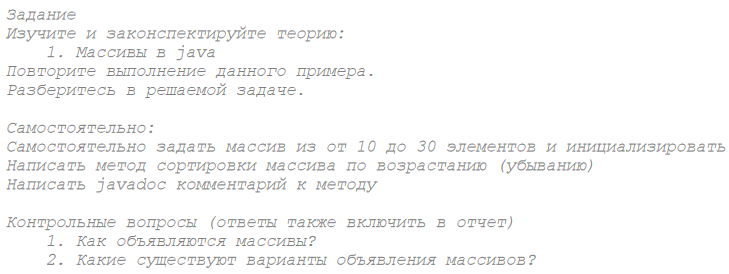 Задание
Изучите и законспектируйте теорию:
1. Массивы в java
Повторите выполнение данного примера.
Разберитесь в решаемой задаче.
Самостоятельно:
Самостоятельно задать массив из от 10 до 30 элементов и инициализировать
Написать метод сортировки массива по возрастанию (убыванию)
Написать javadoc комментарий к методу
Контрольные вопросы (ответы также включить в отчет)
1. Как объявляются массивы?
2. Какие существуют варианты объявления массивов?